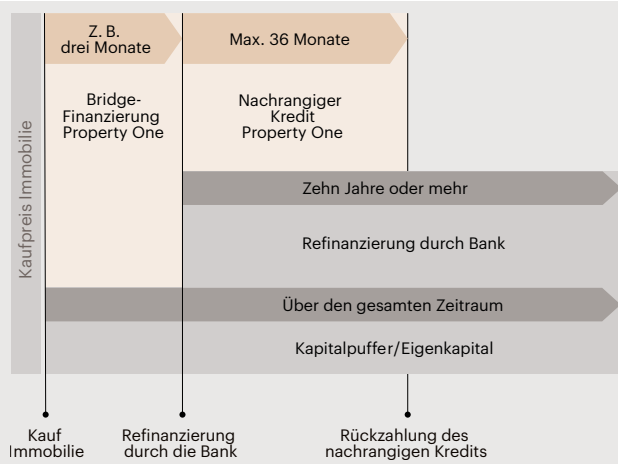 Z. B.
drei Monate
Max. 36 Monate
Bridge-
Finanzierung
Property One
Nachrangiger
Kredit
Property One
Kaufpreis Immobilie
Zehn Jahre oder mehr
Refinanzierung durch Bank
Über den gesamten Zeitraum
Kapitalpuffer/Eigenkapital
Kauf
Immobilie
Refinanzierung
durch die Bank
Rückzahlung des
nachrangigen Kredits